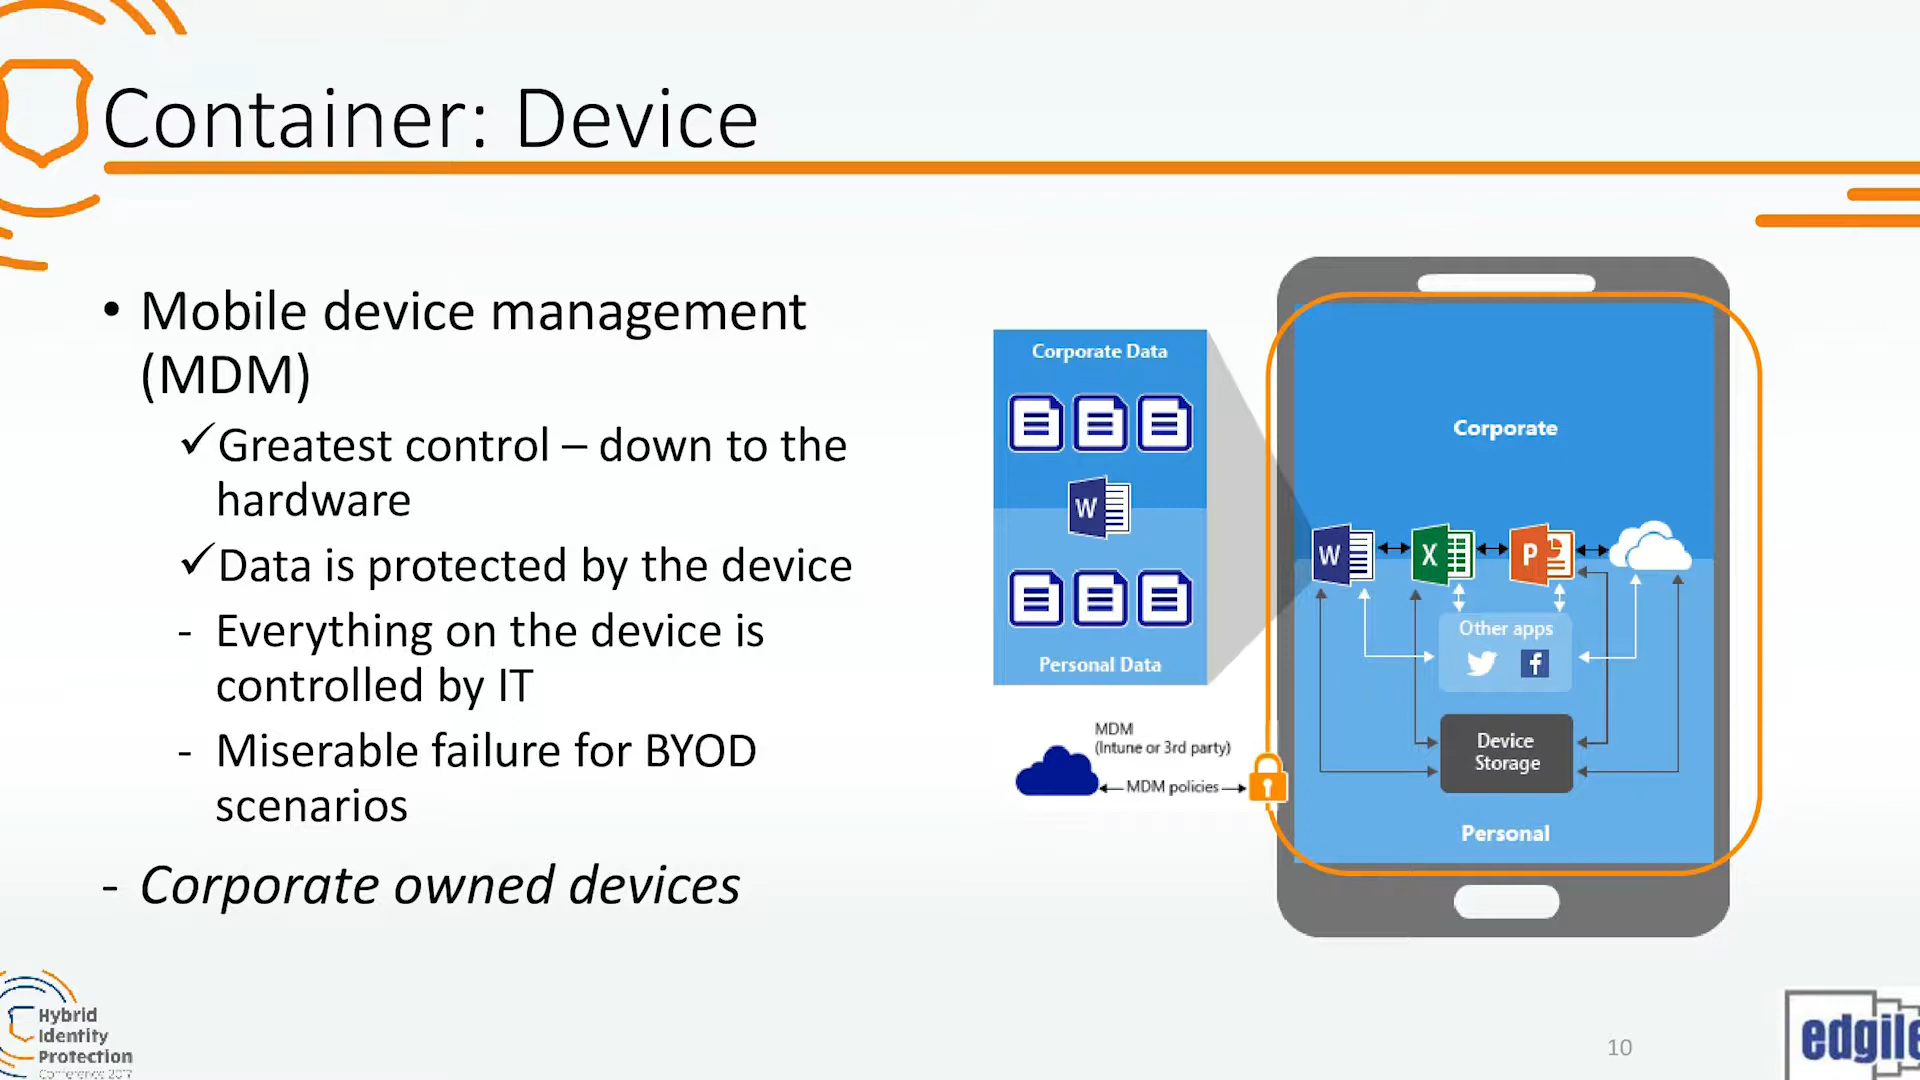 Container: Device
• Mobile device management
(MDM)
✓Greatest control – down to the
hardware
✓Data is protected by the device
- Everything on the device is
controlled by IT
- Miserable failure for BYOD
scenarios
- Corporate owned devices
Corporate Data
W
Personal Data
MDM
(Intune or 3rd party)
MDM policies
Corporate
W X P
Other apps
f
Device
Storage
Personal
Hybrid
Identity
Protection
Conference 2017
10
edgile